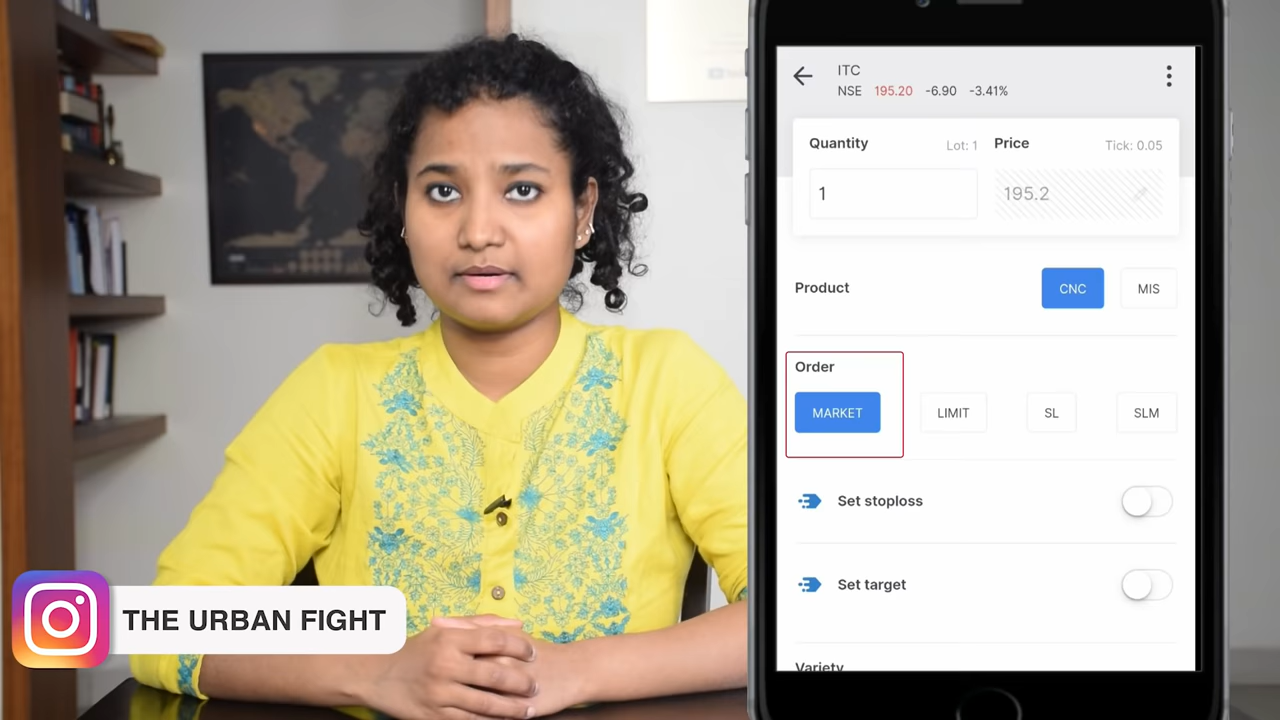 ITC
NSE 195.20 -6.90 -3.41%
Quantity Lot: 1 Price Tick: 0.05
1 195.2
Product CNC MIS
Order
MARKET LIMIT SL SLM
Set stoploss
Set target
Variety
THE URBAN FIGHT